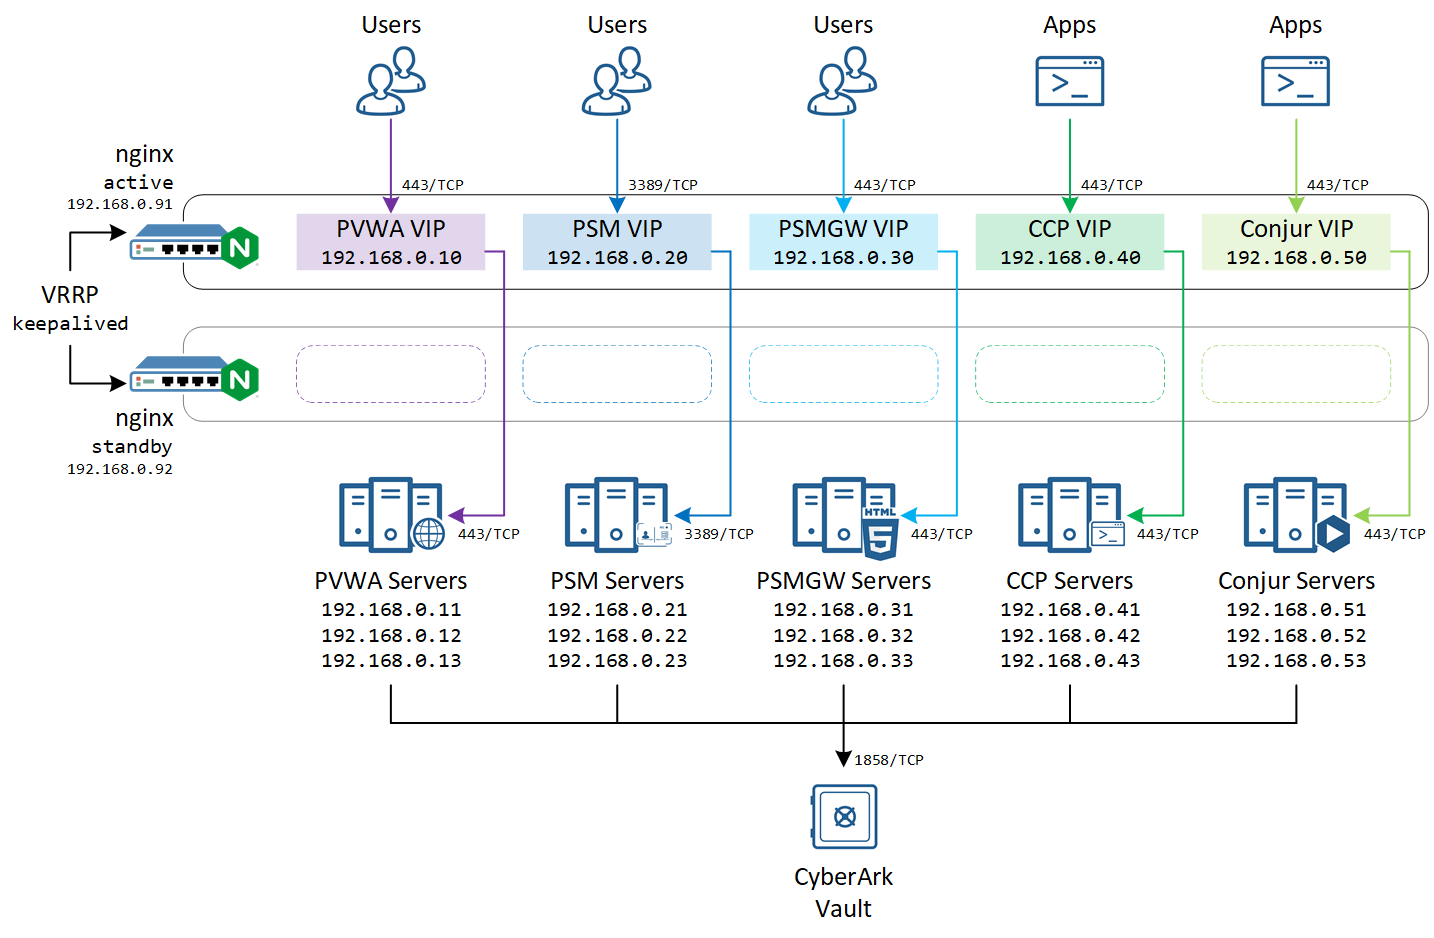 Users
Users
Users
Apps
Apps
nginx
active
192.168.0.91
443/TCP
3389/TCP
443/TCP
443/TCP
443/TCP
PVWA VIP
192.168.0.10
PSM VIP
192.168.0.20
PSMGW VIP
192.168.0.30
CCP VIP
192.168.0.40
Conjur VIP
192.168.0.50
N
VRRP
keepalived
N
nginx
standby
192.168.0.92
HTML
5
443/TCP
3389/TCP
443/TCP
443/TCP
443/TCP
PVWA Servers
192.168.0.11
192.168.0.12
192.168.0.13
PSM Servers
192.168.0.21
192.168.0.22
192.168.0.23
PSMGW Servers
192.168.0.31
192.168.0.32
192.168.0.33
CCP Servers
192.168.0.41
192.168.0.42
192.168.0.43
Conjur Servers
192.168.0.51
192.168.0.52
192.168.0.53
1858/TCP
CyberArk
Vault